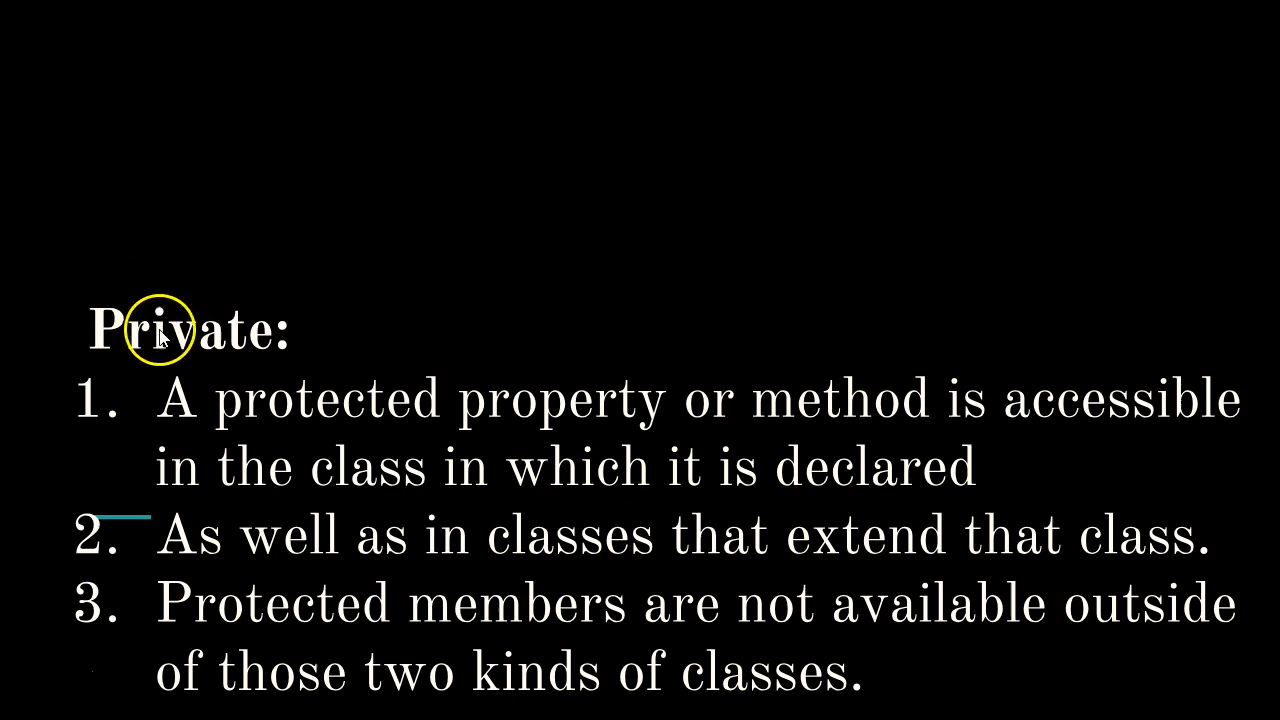 Private:
1. A protected property or method is accessible
in the class in which it is declared
2. As well as in classes that extend that class.
3. Protected members are not available outside
of those two kinds of classes.